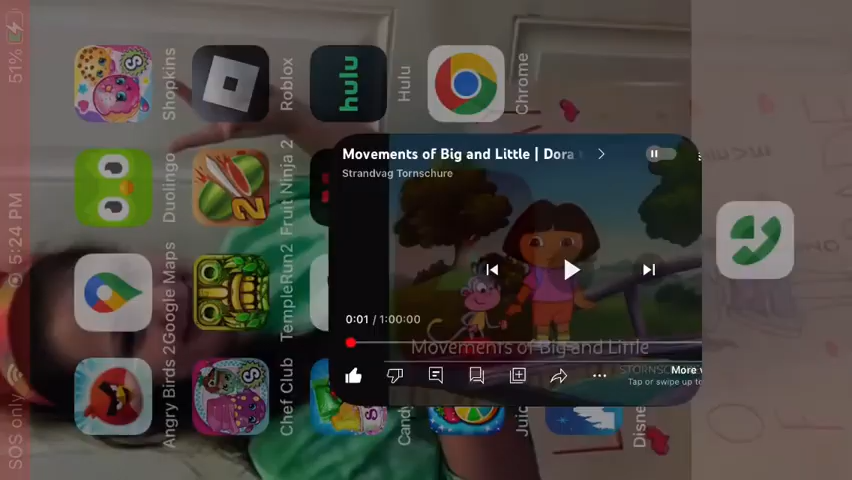 51%
5:24 PM
SOS only
Shopkins
Roblox
hulu
Hulu
Chrome
Duolingo
2
Fruit Ninja 2
Google Maps
TempleRun2
Angry Birds 2
Chef Club
Movements of Big and Little | Dora
Strandvag Tornschure
0:01 / 1:00:00
Movements of Big and Little
More
Tap or swipe up to